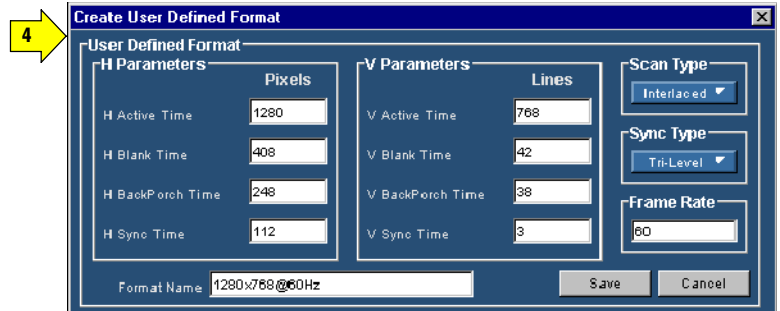 4
Create User Defined Format
User Defined Format
H Parameters
Pixels
H Active Time 1280
H Blank Time 408
H BackPorch Time 248
H Sync Time 112
V Parameters
Lines
V Active Time 768
V Blank Time 42
V BackPorch Time 38
V Sync Time 3
Scan Type
Interlaced
Sync Type
Tri-Level
Frame Rate
60
Format Name 1280x768@60Hz
Save
Cancel